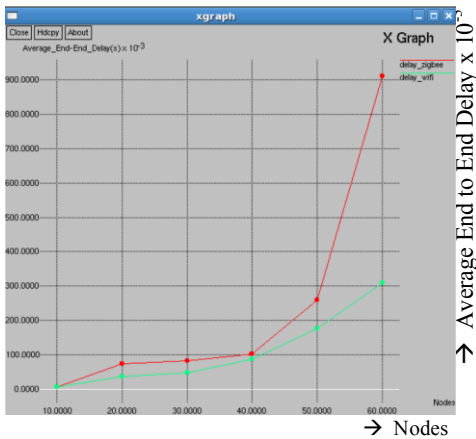 xgraph
Close Hdcpy About
X Graph
Average_End-End_Delay(s) x 10-3
delay_zigbee
delay_wifi
900.0000
800.0000
700.0000
600.0000
500.0000
400.0000
300.0000
200.0000
100.0000
0.0000
10.0000 20.0000 30.0000 40.0000 50.0000 60.0000
Nodes
→ Nodes
→ Average End to End Delay x 10-3